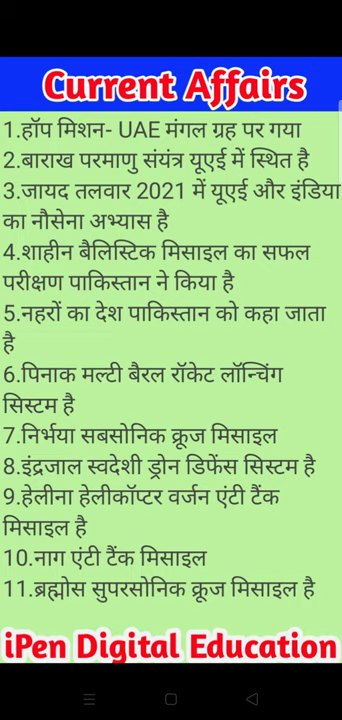 Current Affairs
1.हॉप मिशन- UAE मंगल ग्रह पर गया
2.बाराख परमाणु संयंत्र यूएई में स्थित है
3.जायद तलवार 2021 में यूएई और इंडिया
का नौसेना अभ्यास है
4.शाहीन बैलिस्टिक मिसाइल का सफल
परीक्षण पाकिस्तान ने किया है
5.नहरों का देश पाकिस्तान को कहा जाता
है
6.पिनाक मल्टी बैरल रॉकेट लॉन्चिंग
सिस्टम है
7.निर्भया सबसोनिक क्रूज मिसाइल
8.इंद्रजाल स्वदेशी ड्रोन डिफेंस सिस्टम है
9.हेलीना हेलीकॉप्टर वर्जन एंटी टैंक
मिसाइल है
10.नाग एंटी टैंक मिसाइल
11.ब्रह्मोस सुपरसोनिक क्रूज मिसाइल है
iPen Digital Education